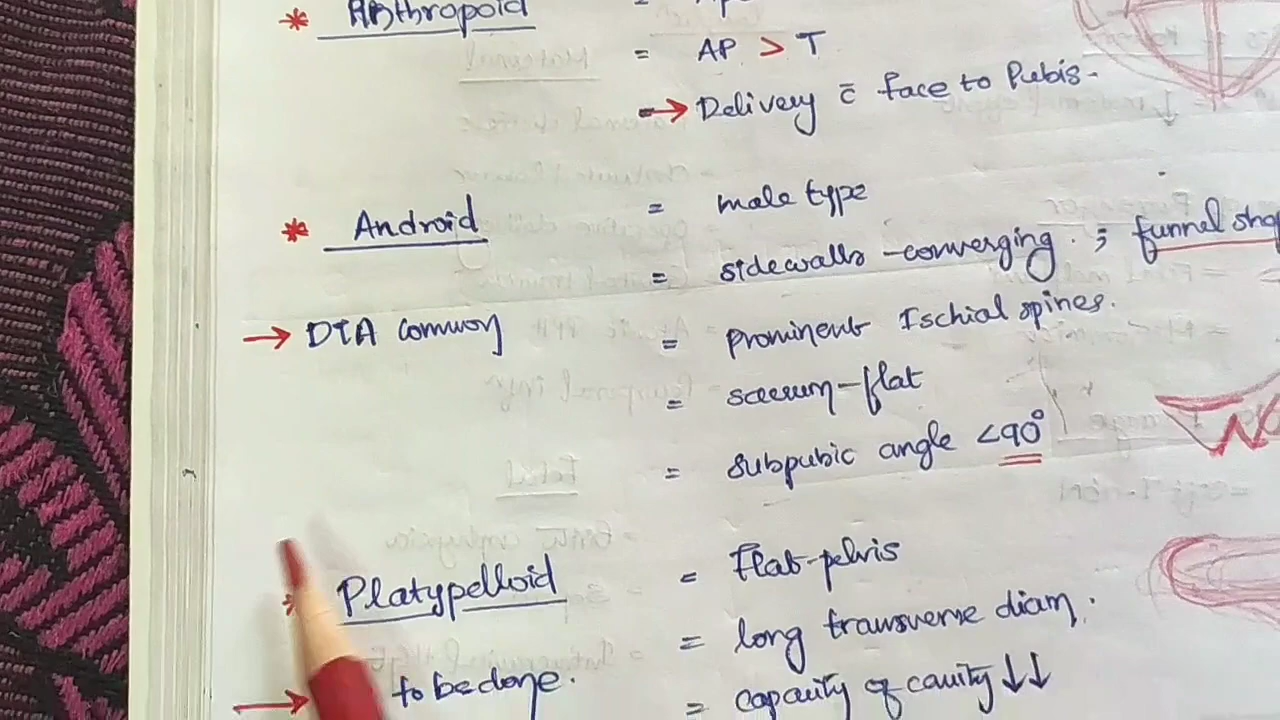 * Anthropoid =
= AP > T
→ Delivery c̄ face to Pubis.
* Android = male type
= sidewalls - converging. ; funnel shap
→ DTA common = prominent Ischial spines.
= sacrum - flat
= subpubic angle <90°
* Platypelloid = Flat-pelvis
= long transverse diam.
→ to be done. = capacity of cavity ↓↓